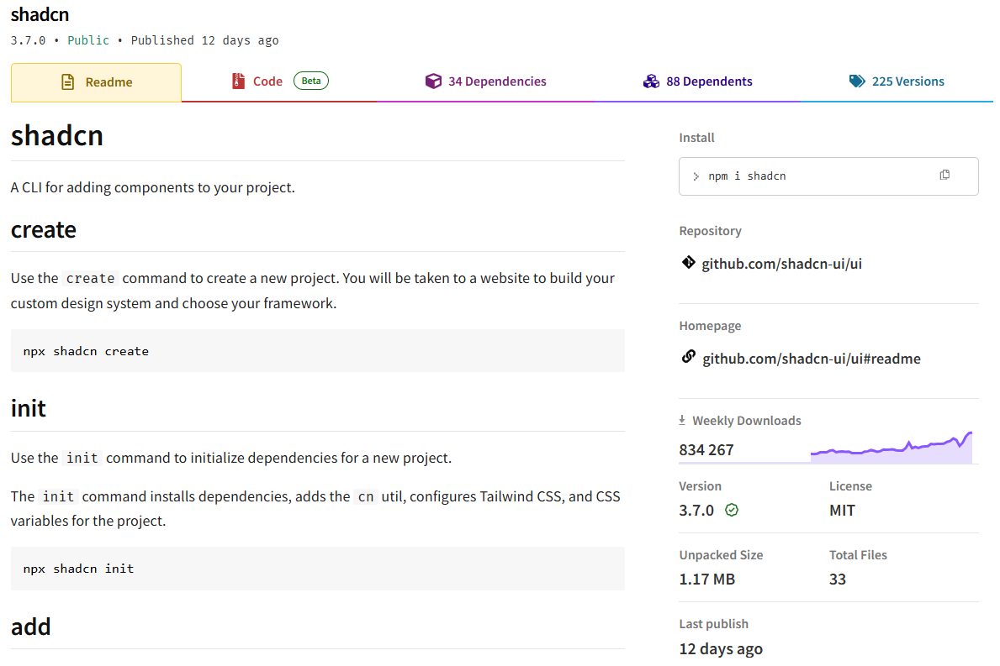 shadcn
3.7.0 • Public • Published 12 days ago
Readme
Code Beta
34 Dependencies
88 Dependents
225 Versions
shadcn
A CLI for adding components to your project.
create
Use the create command to create a new project. You will be taken to a website to build your
custom design system and choose your framework.
npx shadcn create
init
Use the init command to initialize dependencies for a new project.
The init command installs dependencies, adds the cn util, configures Tailwind CSS, and CSS
variables for the project.
npx shadcn init
add
Install
> npm i shadcn
Repository
github.com/shadcn-ui/ui
Homepage
github.com/shadcn-ui/ui#readme
Weekly Downloads
834 267
Version
3.7.0
License
MIT
Unpacked Size
1.17 MB
Total Files
33
Last publish
12 days ago